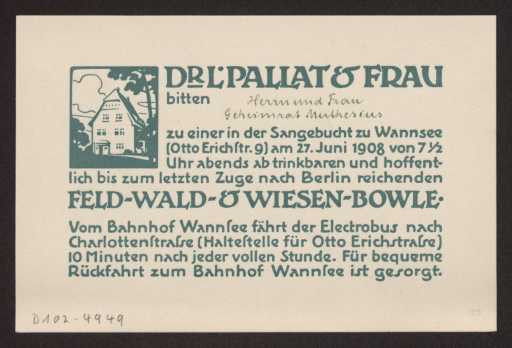 DR L. PALLAT & FRAU
bitten Herrn und Frau
Geheimrat Muthesius
zu einer in der Sangebucht zu Wannsee
(Otto Erichſtr. 9) am 27. Juni 1908 von 7 ½
Uhr abends ab trinkbaren und hoffent-
lich bis zum letzten Zuge nach Berlin reichenden
FELD-WALD-& WIESEN-BOWLE.
Vom Bahnhof Wannſee fährt der Electrobus nach
Charlottenſtraſse (Halteſtelle für Otto Erichstraſse)
10 Minuten nach jeder vollen Stunde. Für bequeme
Rückfahrt zum Bahnhof Wannſee ist geſorgt.
D102-4949